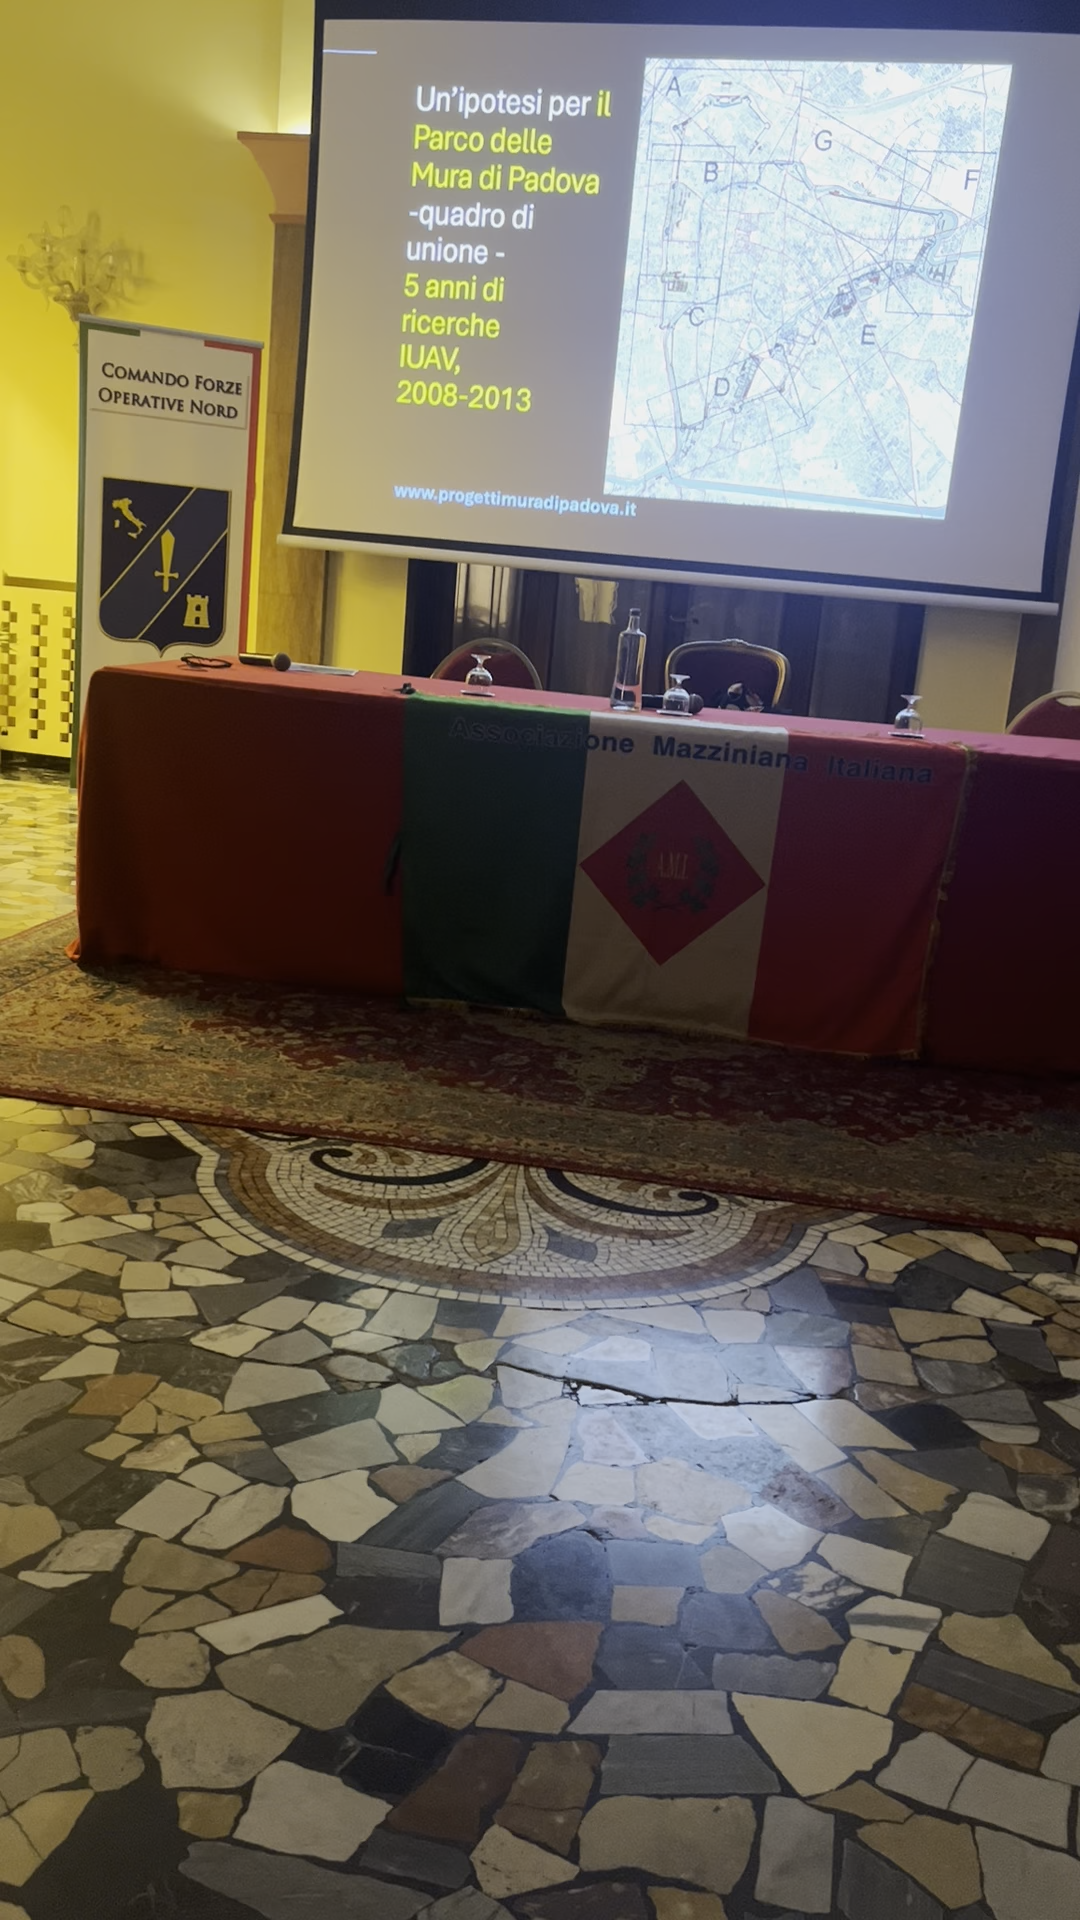 Un'ipotesi per il
Parco delle
Mura di Padova
-quadro di
unione -
5 anni di
ricerche
IUAV,
2008-2013
www.progettimuradipadova.it
A
B
C
D
E
F
G
H
COMANDO FORZE
OPERATIVE NORD
Associazione Mazziniana Italiana
A.M.I.